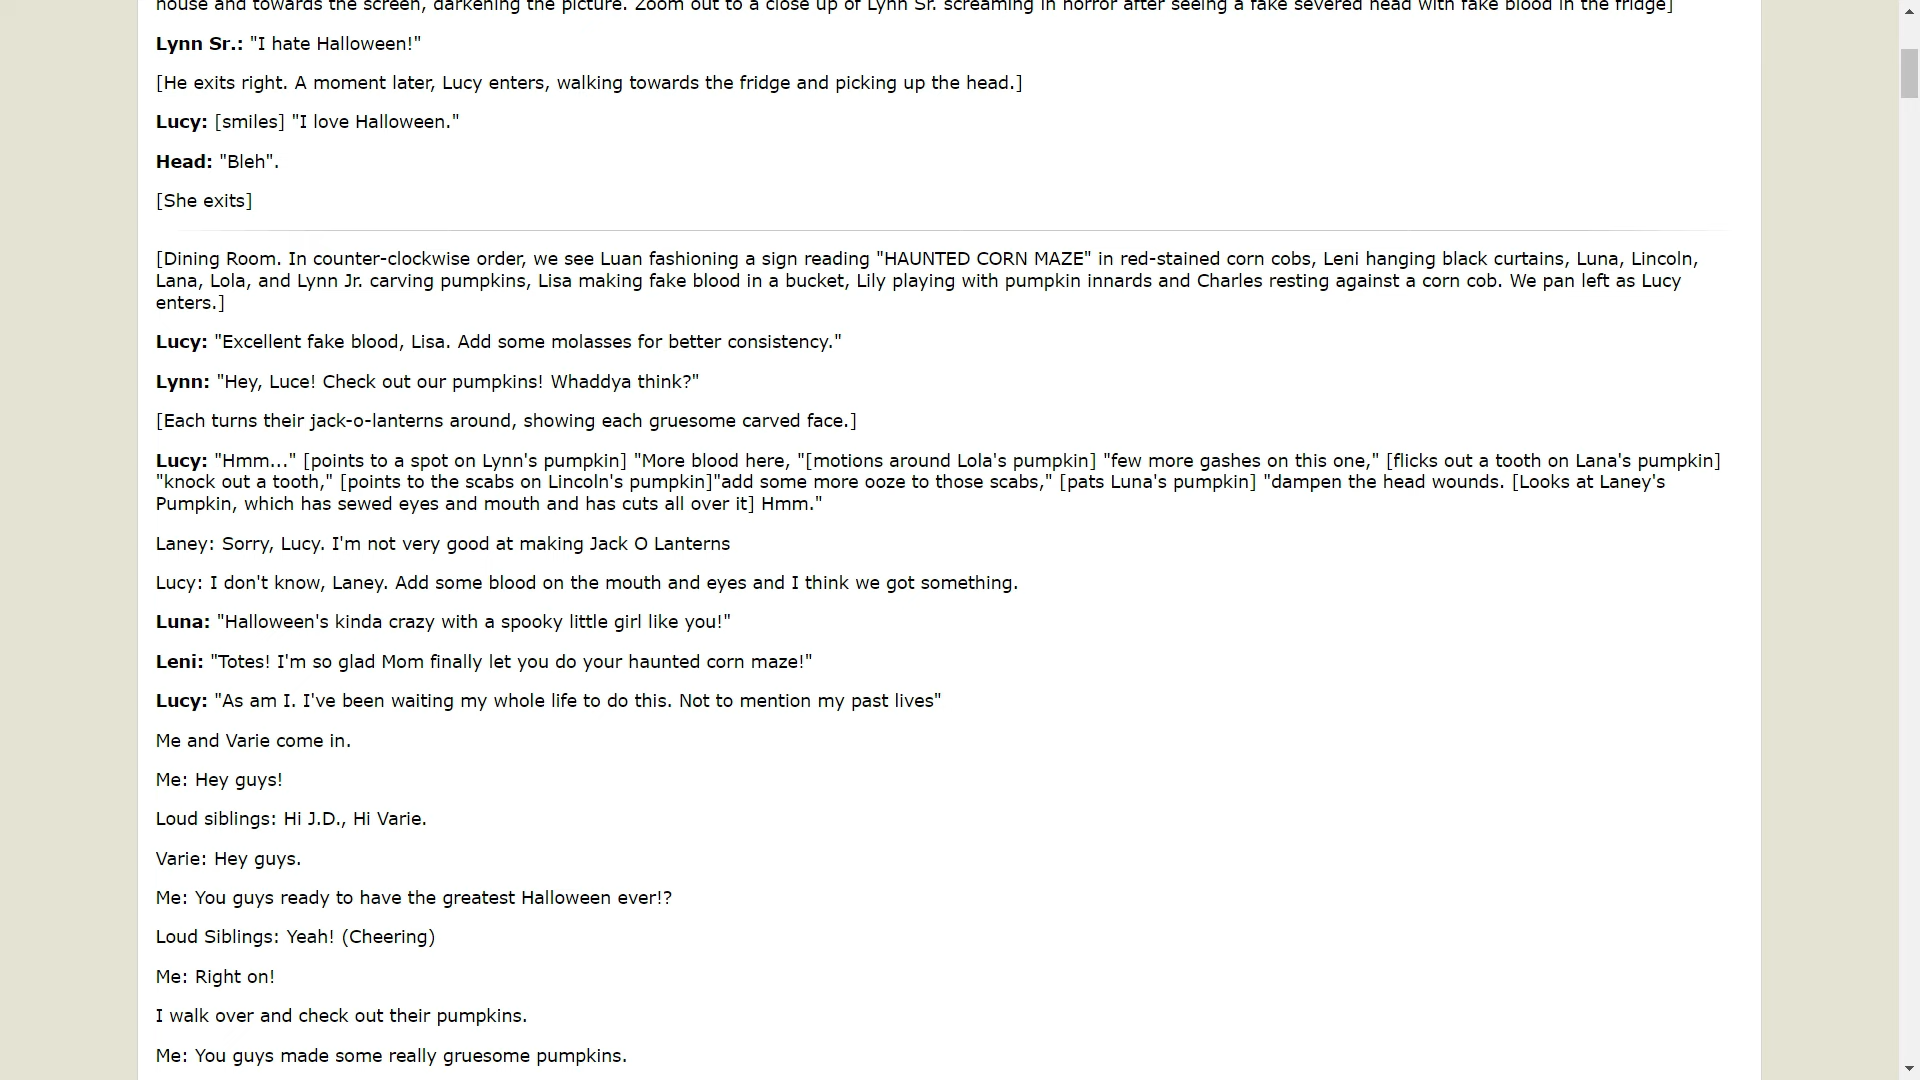 house and towards the screen, darkening the picture. Zoom out to a close up of Lynn Sr. screaming in horror after seeing a fake severed head with fake blood in the fridge]
Lynn Sr.: "I hate Halloween!"
[He exits right. A moment later, Lucy enters, walking towards the fridge and picking up the head.]
Lucy: [smiles] "I love Halloween."
Head: "Bleh".
[She exits]
[Dining Room. In counter-clockwise order, we see Luan fashioning a sign reading "HAUNTED CORN MAZE" in red-stained corn cobs, Leni hanging black curtains, Luna, Lincoln,
Lana, Lola, and Lynn Jr. carving pumpkins, Lisa making fake blood in a bucket, Lily playing with pumpkin innards and Charles resting against a corn cob. We pan left as Lucy
enters.]
Lucy: "Excellent fake blood, Lisa. Add some molasses for better consistency."
Lynn: "Hey, Luce! Check out our pumpkins! Whaddya think?"
[Each turns their jack-o-lanterns around, showing each gruesome carved face.]
Lucy: "Hmm..." [points to a spot on Lynn's pumpkin] "More blood here, "[motions around Lola's pumpkin] "few more gashes on this one," [flicks out a tooth on Lana's pumpkin]
"knock out a tooth," [points to the scabs on Lincoln's pumpkin]"add some more ooze to those scabs," [pats Luna's pumpkin] "dampen the head wounds. [Looks at Laney's
Pumpkin, which has sewed eyes and mouth and has cuts all over it] Hmm."
Laney: Sorry, Lucy. I'm not very good at making Jack O Lanterns
Lucy: I don't know, Laney. Add some blood on the mouth and eyes and I think we got something.
Luna: "Halloween's kinda crazy with a spooky little girl like you!"
Leni: "Totes! I'm so glad Mom finally let you do your haunted corn maze!"
Lucy: "As am I. I've been waiting my whole life to do this. Not to mention my past lives"
Me and Varie come in.
Me: Hey guys!
Loud siblings: Hi J.D., Hi Varie.
Varie: Hey guys.
Me: You guys ready to have the greatest Halloween ever!?
Loud Siblings: Yeah! (Cheering)
Me: Right on!
I walk over and check out their pumpkins.
Me: You guys made some really gruesome pumpkins.